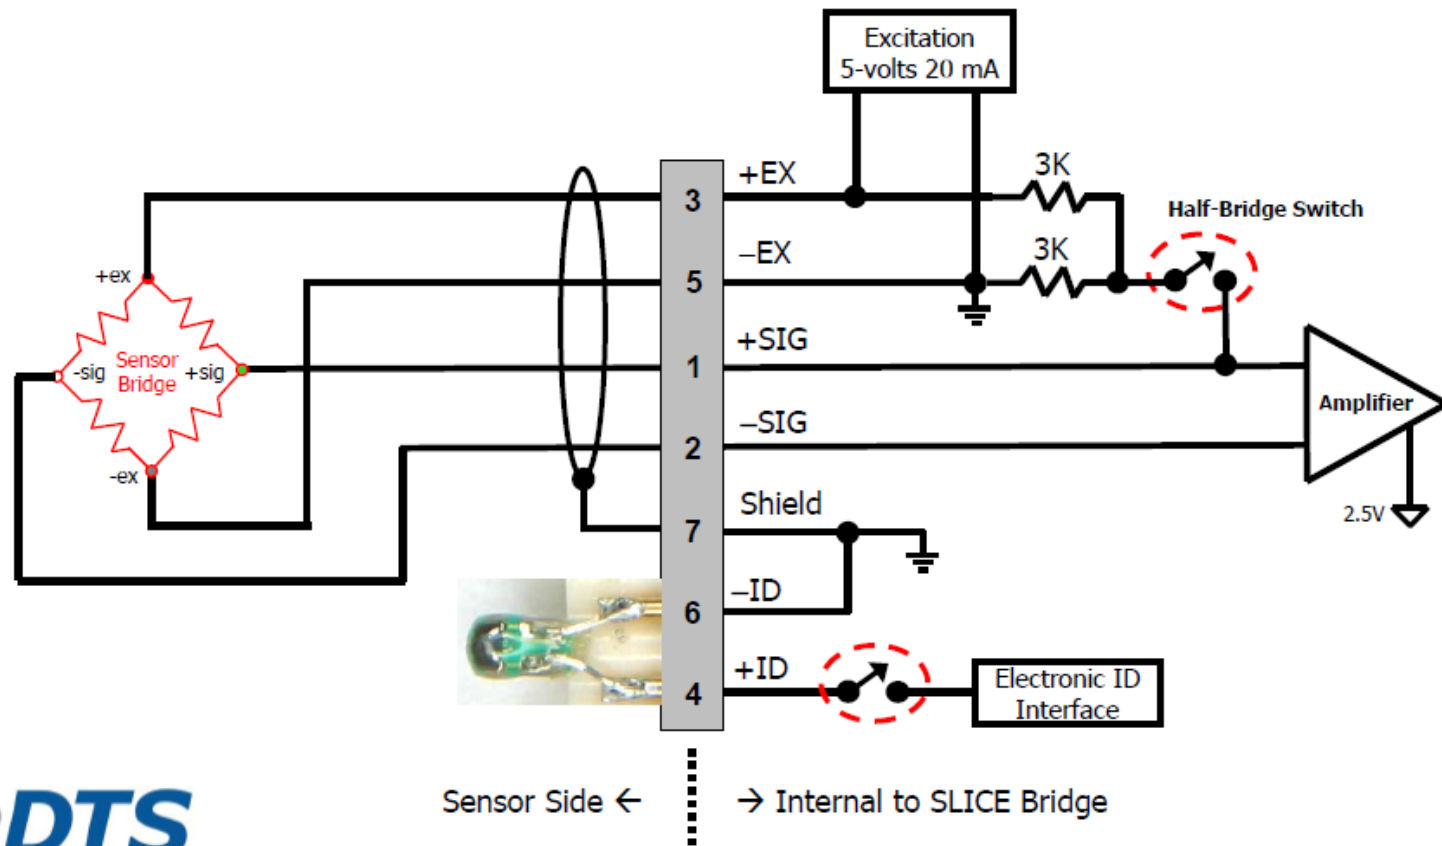 Excitation
5-volts 20 mA
+EX
3K
3
Half-Bridge Switch
–EX
3K
5
+ex
+SIG
1
Sensor
Bridge
-sig
+sig
Amplifier
–SIG
2
-ex
Shield
7
2.5V
–ID
6
+ID
4
Electronic ID
Interface
Sensor Side ←
→ Internal to SLICE Bridge
DTS